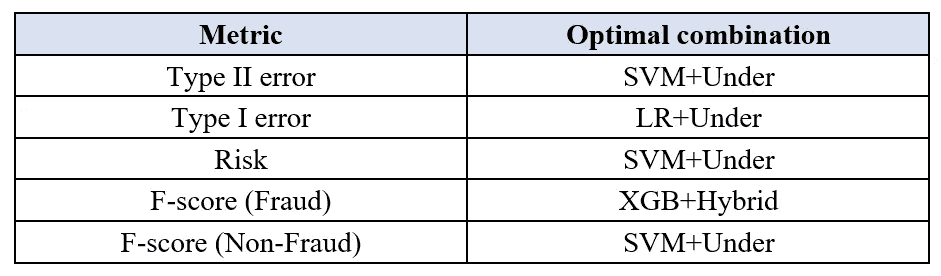 Metric Optimal combination
Type II error SVM+Under
Type I error LR+Under
Risk SVM+Under
F-score (Fraud) XGB+Hybrid
F-score (Non-Fraud) SVM+Under